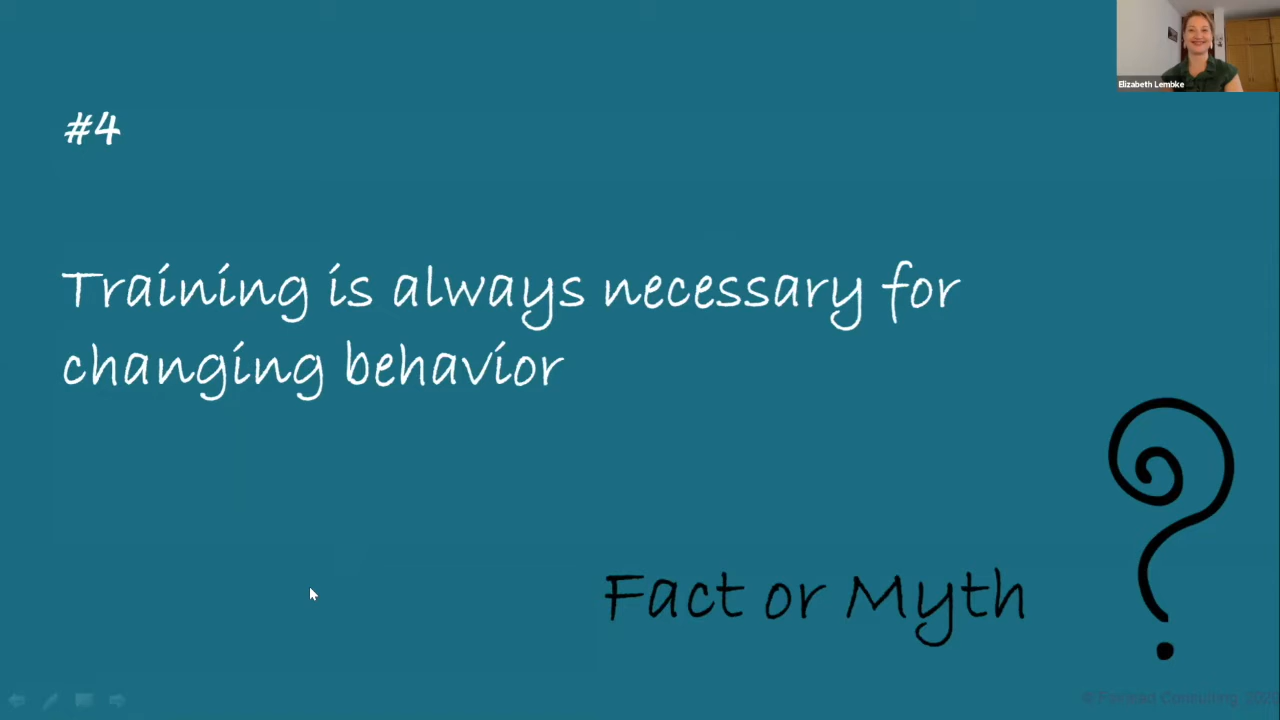 Elizabeth Lembke
#4
Training is always necessary for
changing behavior
Fact or Myth
?
©